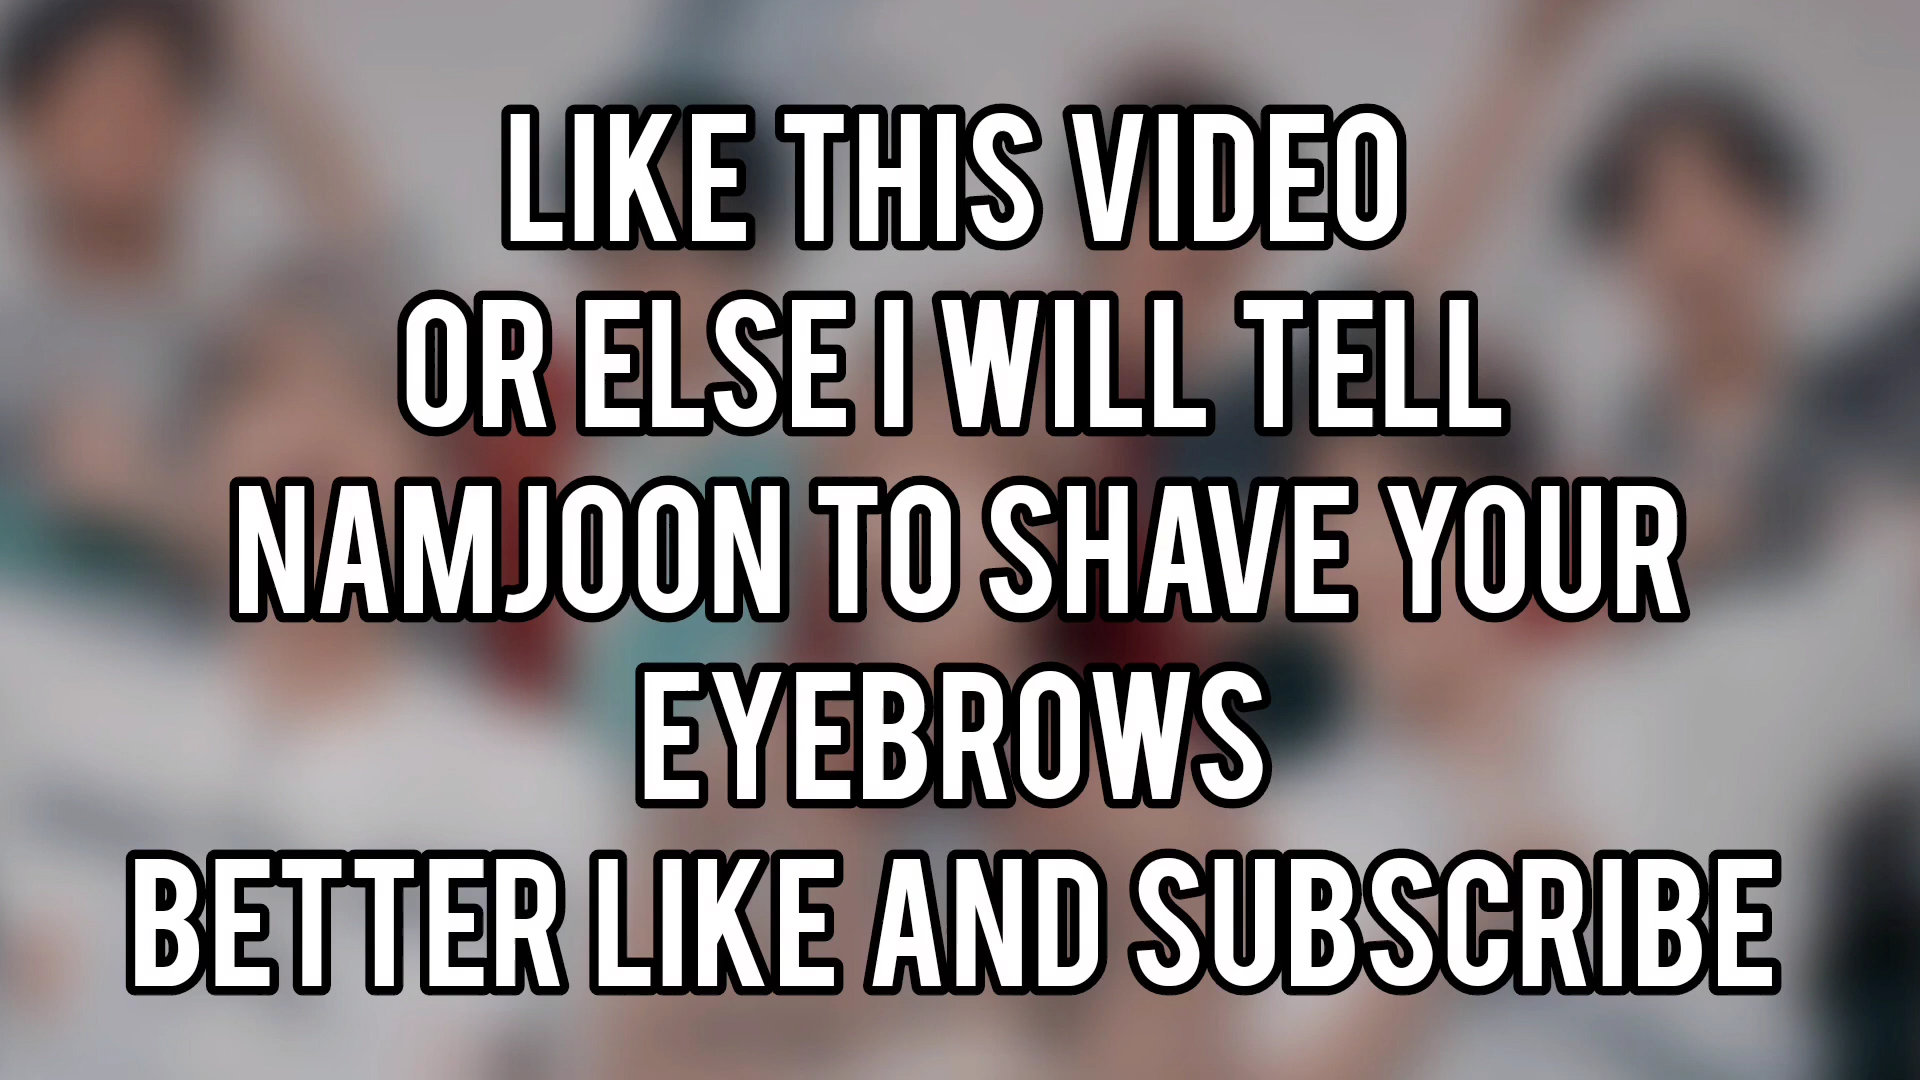 LIKE THIS VIDEO
OR ELSE I WILL TELL
NAMJOON TO SHAVE YOUR
EYEBROWS
BETTER LIKE AND SUBSCRIBE